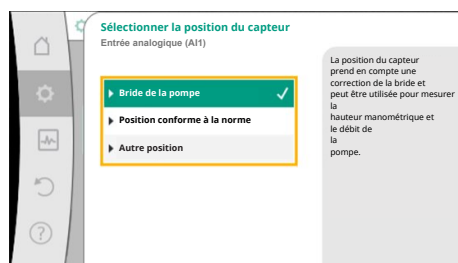 Sélectionner la position du capteur
Entrée analogique (AI1)
Bride de la pompe
Position conforme à la norme
Autre position
La position du capteur
prend en compte une
correction de la bride et
peut être utilisée pour mesurer
la
hauteur manométrique et
le débit de
la
pompe.
?